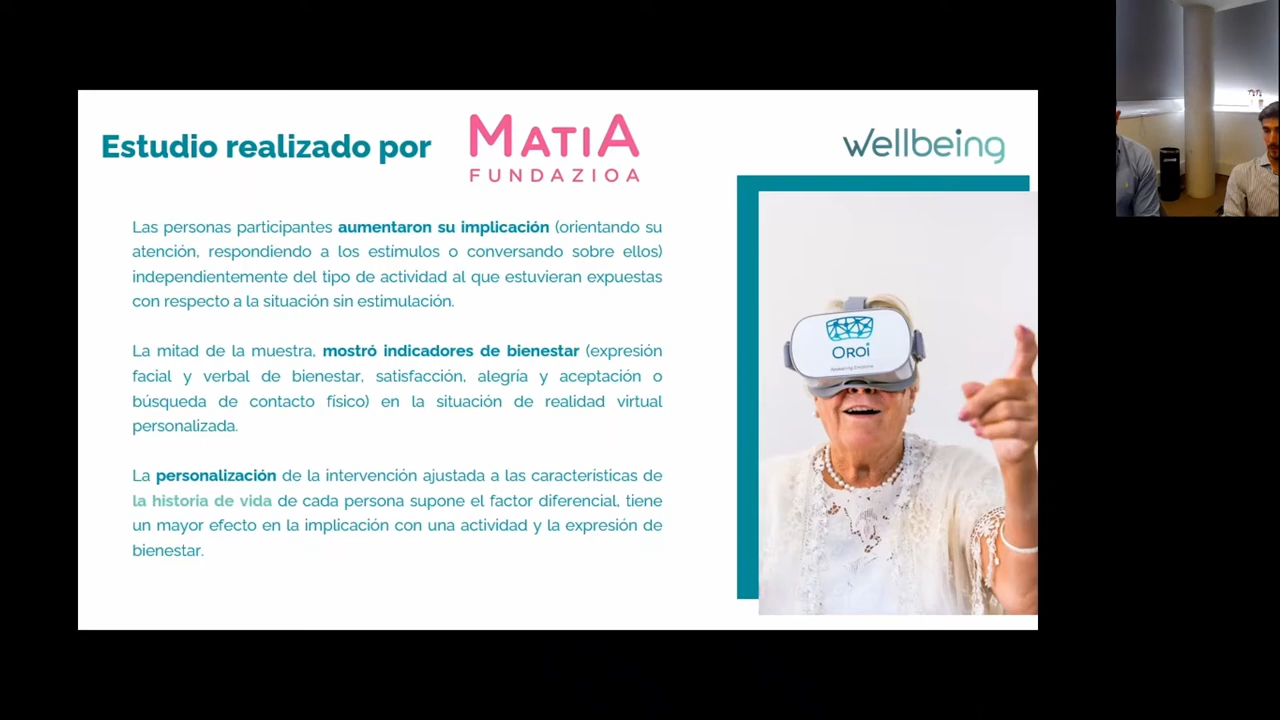 Estudio realizado por
MATIA
FUNDAZIOA
wellbeing
Las personas participantes aumentaron su implicación (orientando su
atención, respondiendo a los estímulos o conversando sobre ellos)
independientemente del tipo de actividad al que estuvieran expuestas
con respecto a la situación sin estimulación.
La mitad de la muestra, mostró indicadores de bienestar (expresión
facial y verbal de bienestar, satisfacción, alegría y aceptación o
búsqueda de contacto físico) en la situación de realidad virtual
personalizada.
La personalización de la intervención ajustada a las características de
la historia de vida de cada persona supone el factor diferencial, tiene
un mayor efecto en la implicación con una actividad y la expresión de
bienestar.
OROI